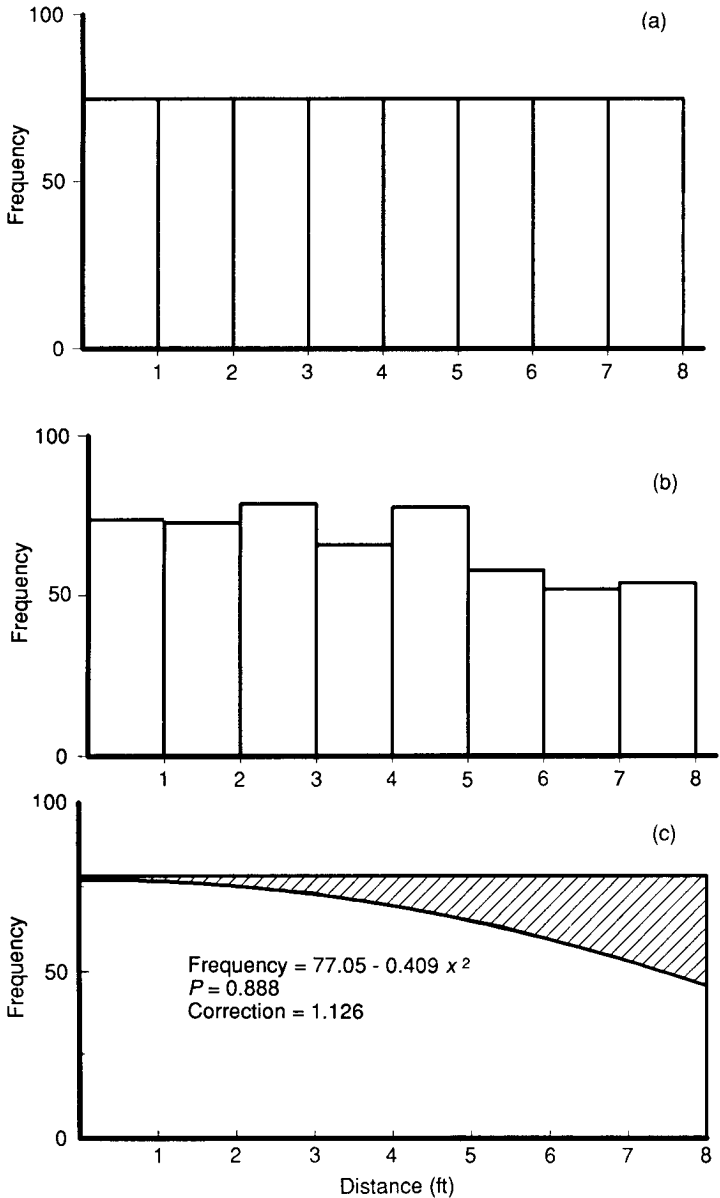 (a)
100
50
0
Frequency
1 2 3 4 5 6 7 8
(b)
100
50
0
Frequency
1 2 3 4 5 6 7 8
(c)
100
50
0
Frequency
Frequency = 77.05 - 0.409 x²
P = 0.888
Correction = 1.126
1 2 3 4 5 6 7 8
Distance (ft)